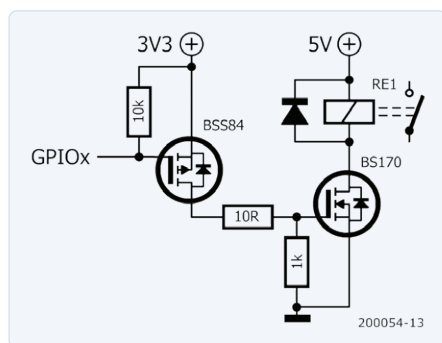 3V3
5V
RE1
10k
BSS84
BS170
GPIOx
10R
1k
200054-13